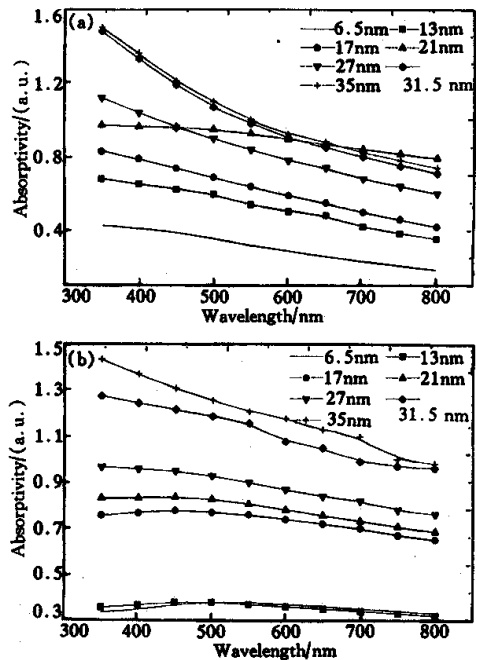 (a)
6.5nm 13nm
17nm 21nm
27nm
35nm 31.5 nm
1.6
1.2
0.8
0.4
Absorptivity/(a.u.)
300 400 500 600 700 800
Wavelength/nm
(b)
6.5nm 13nm
17nm 21nm
27nm
35nm 31.5 nm
1.5
1.3
1.1
0.9
0.7
0.5
0.3
Absorptivity/(a.u.)
300 400 500 600 700 800
Wavelength/nm